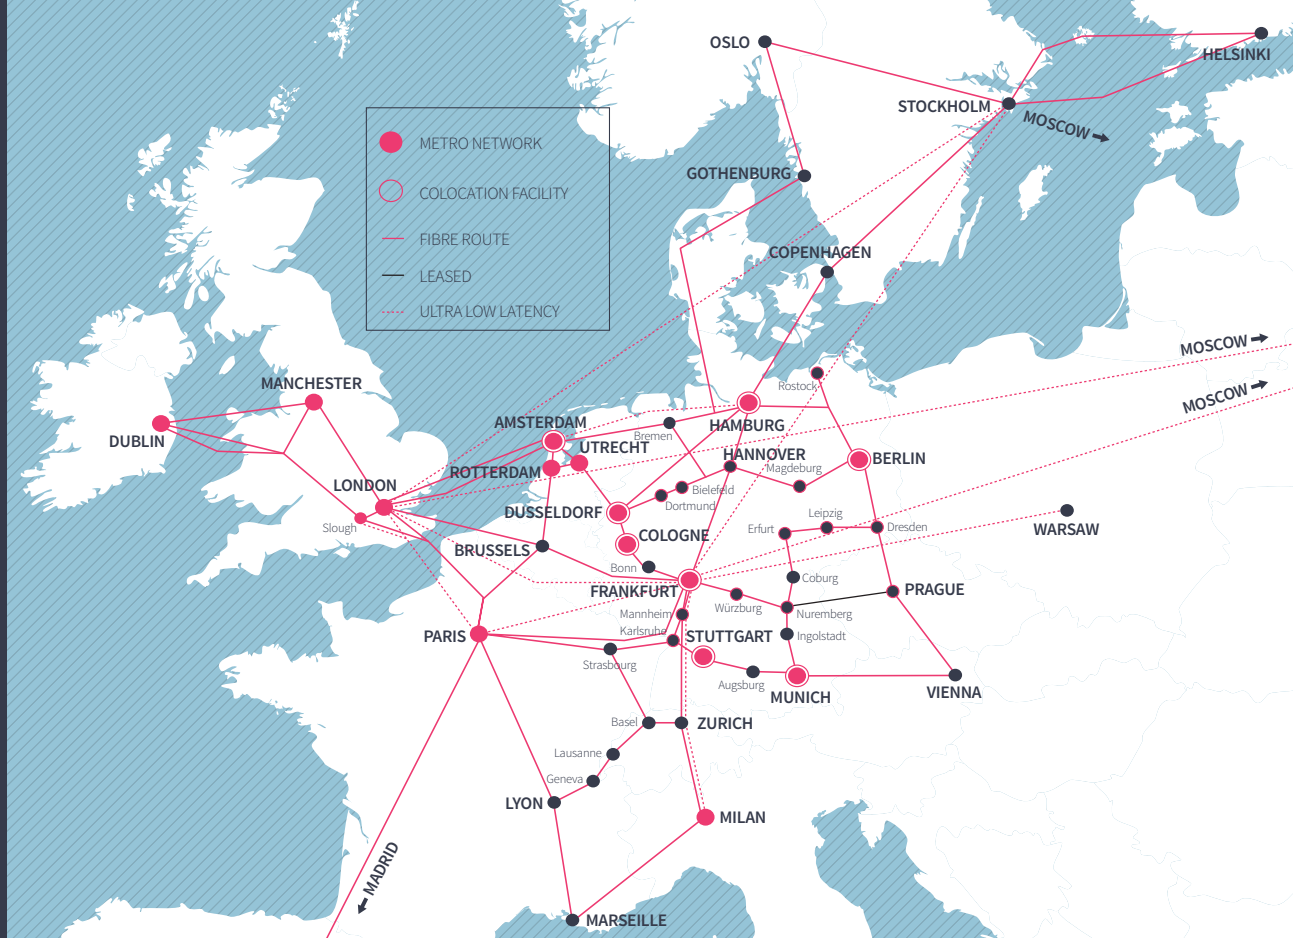 OSLO
HELSINKI
STOCKHOLM
MOSCOW
METRO NETWORK
COLOCATION FACILITY
FIBRE ROUTE
LEASED
ULTRA LOW LATENCY
GOTHENBURG
COPENHAGEN
MOSCOW
MOSCOW
MANCHESTER
Rostock
DUBLIN
AMSTERDAM
HAMBURG
Bremen
UTRECHT
HANNOVER
BERLIN
ROTTERDAM
Magdeburg
LONDON
Bielefeld
Dortmund
Slough
DUSSELDORF
Leipzig
Erfurt
Dresden
WARSAW
COLOGNE
BRUSSELS
Bonn
Coburg
FRANKFURT
PRAGUE
Würzburg
Mannheim
Nuremberg
Karlsruhe
PARIS
STUTTGART
Ingolstadt
Strasbourg
Augsburg
MUNICH
VIENNA
Basel
ZURICH
Lausanne
Geneva
LYON
MILAN
MADRID
MARSEILLE